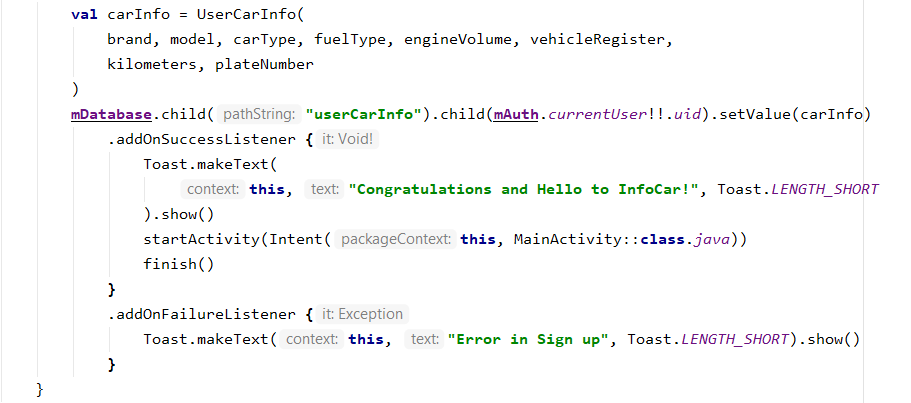 val carInfo = UserCarInfo(
brand, model, carType, fuelType, engineVolume, vehicleRegister,
kilometers, plateNumber
)
mDatabase.child( pathString: "userCarInfo").child(mAuth.currentUser!!.uid).setValue(carInfo)
.addOnSuccessListener { it: Void!
Toast.makeText(
context: this, text: "Congratulations and Hello to InfoCar!", Toast.LENGTH_SHORT
).show()
startActivity(Intent( packageContext: this, MainActivity::class.java))
finish()
}
.addOnFailureListener { it: Exception
Toast.makeText( context: this, text: "Error in Sign up", Toast.LENGTH_SHORT).show()
}
}